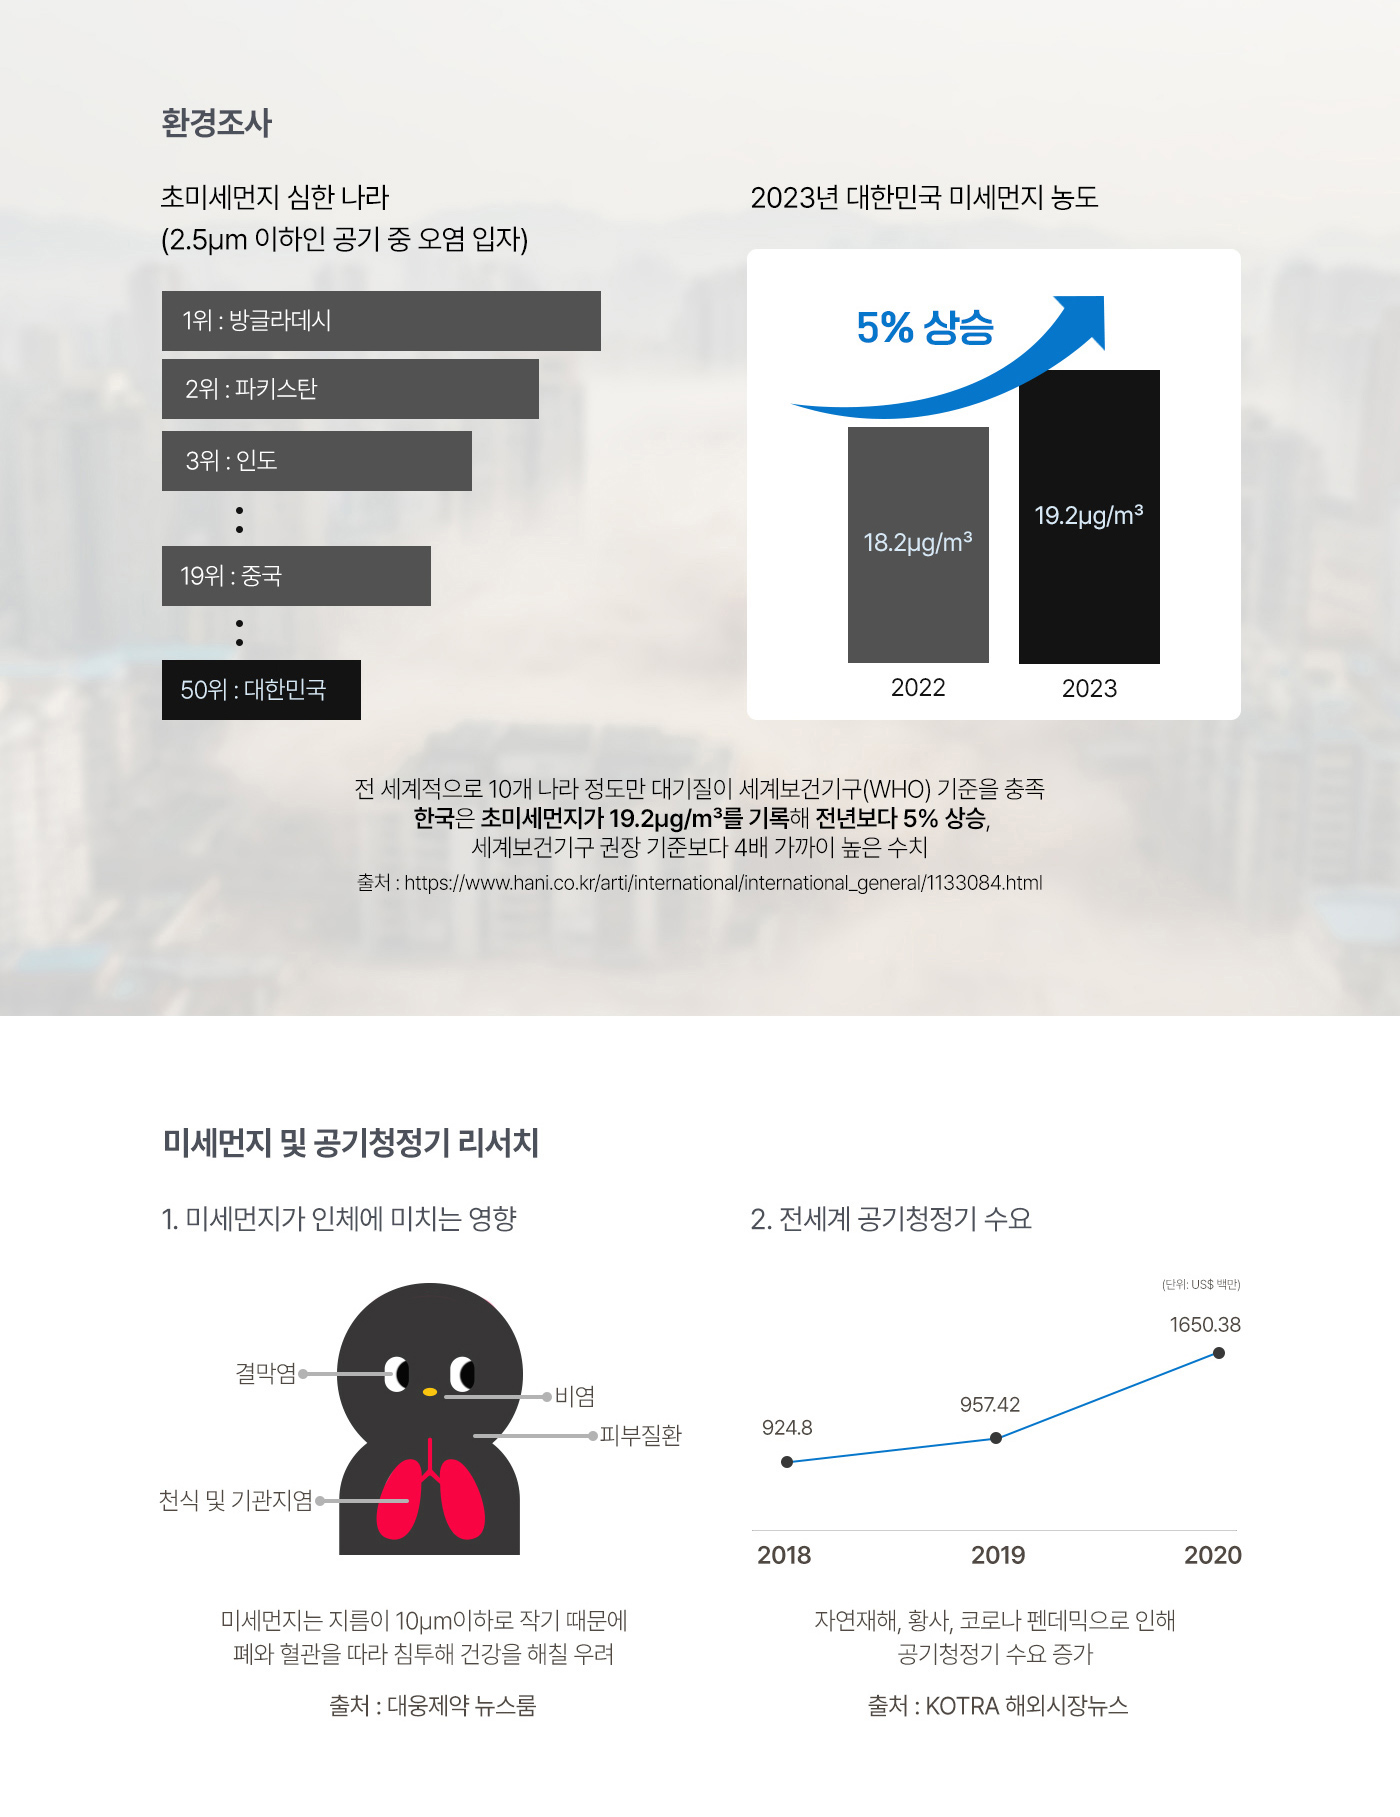 환경조사
초미세먼지 심한 나라
(2.5μm 이하인 공기 중 오염 입자)
1위 : 방글라데시
2위 : 파키스탄
3위 : 인도
19위 : 중국
50위 : 대한민국
2023년 대한민국 미세먼지 농도
5% 상승
18.2μg/m³
19.2μg/m³
2022
2023
전 세계적으로 10개 나라 정도만 대기질이 세계보건기구(WHO) 기준을 충족
한국은 초미세먼지가 19.2μg/m³를 기록해 전년보다 5% 상승,
세계보건기구 권장 기준보다 4배 가까이 높은 수치
출처 : https://www.hani.co.kr/arti/international/international_general/1133084.html
미세먼지 및 공기청정기 리서치
1. 미세먼지가 인체에 미치는 영향
결막염
비염
피부질환
천식 및 기관지염
미세먼지는 지름이 10μm이하로 작기 때문에
폐와 혈관을 따라 침투해 건강을 해칠 우려
출처 : 대웅제약 뉴스룸
2. 전세계 공기청정기 수요
(단위: US$ 백만)
1650.38
957.42
924.8
2018
2019
2020
자연재해, 황사, 코로나 펜데믹으로 인해
공기청정기 수요 증가
출처 : KOTRA 해외시장뉴스